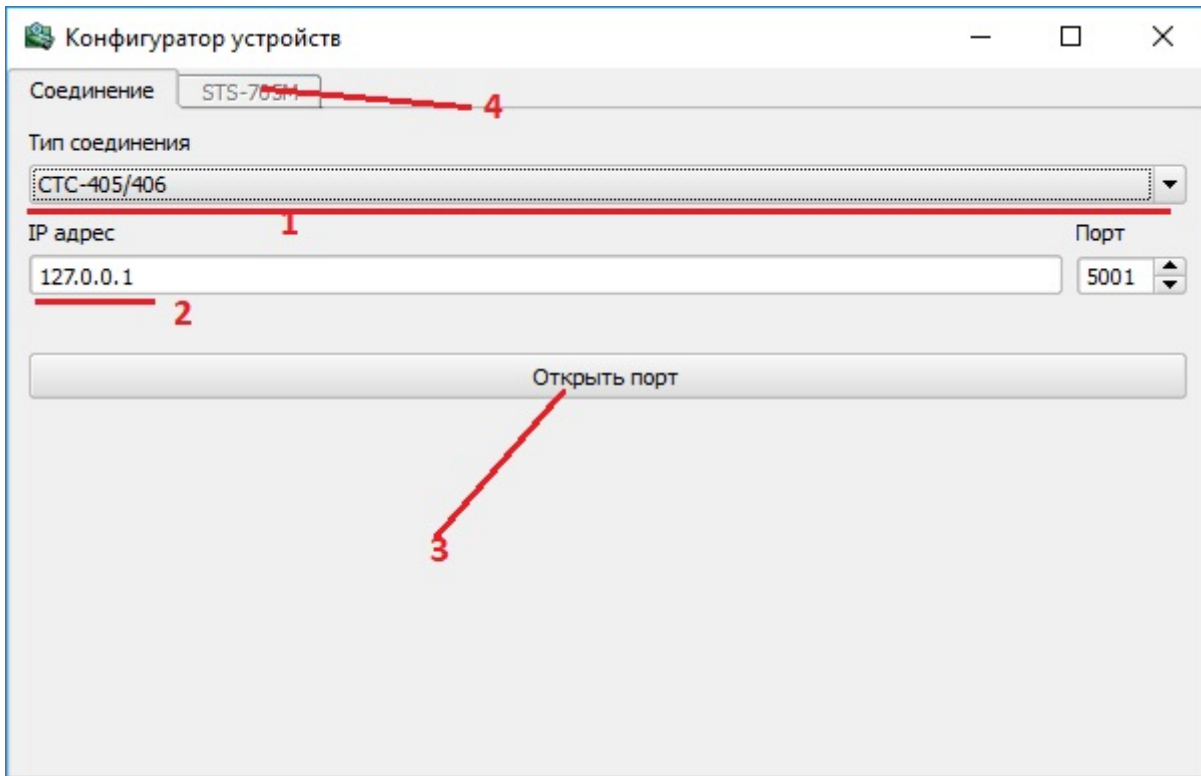 Конфигуратор устройств
Соединение STS-705M 4
Тип соединения
СТС-405/406
1
IP адрес Порт
127.0.0.1 5001
2
Открыть порт
3